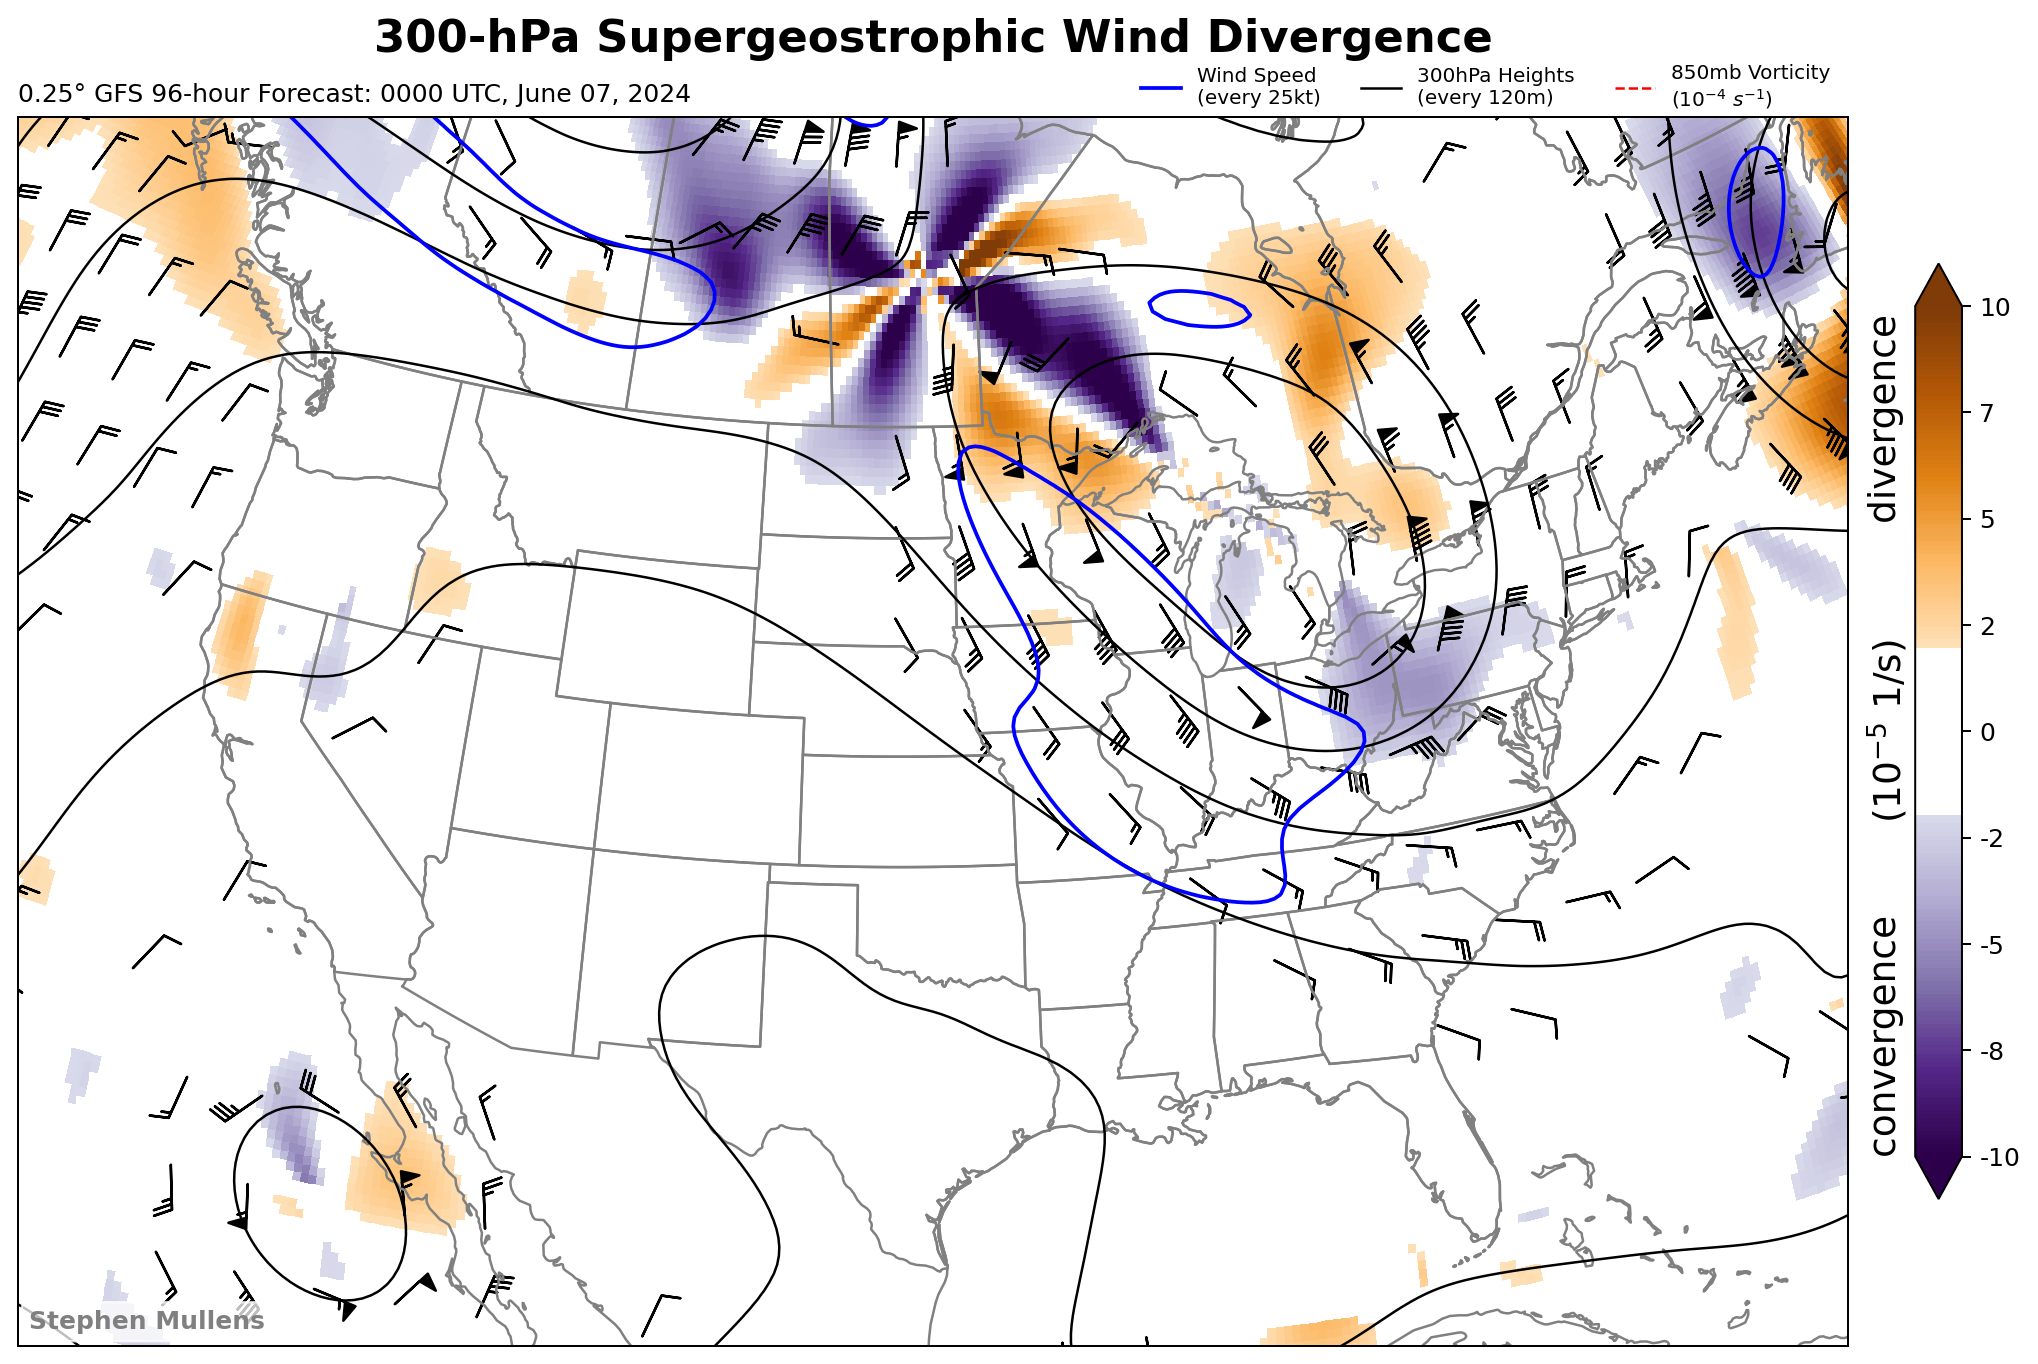 300-hPa Supergeostrophic Wind Divergence
0.25° GFS 96-hour Forecast: 0000 UTC, June 07, 2024
Wind Speed
(every 25kt)
300hPa Heights
(every 120m)
850mb Vorticity
(10⁻⁴ s⁻¹)
10
7
5
2
0
-2
-5
-8
-10
convergence (10⁻⁵ 1/s) divergence
Stephen Mullens